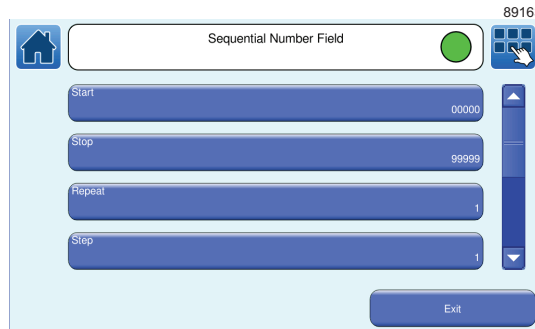 8916
Sequential Number Field
Start
00000
Stop
99999
Repeat
1
Step
1
Exit